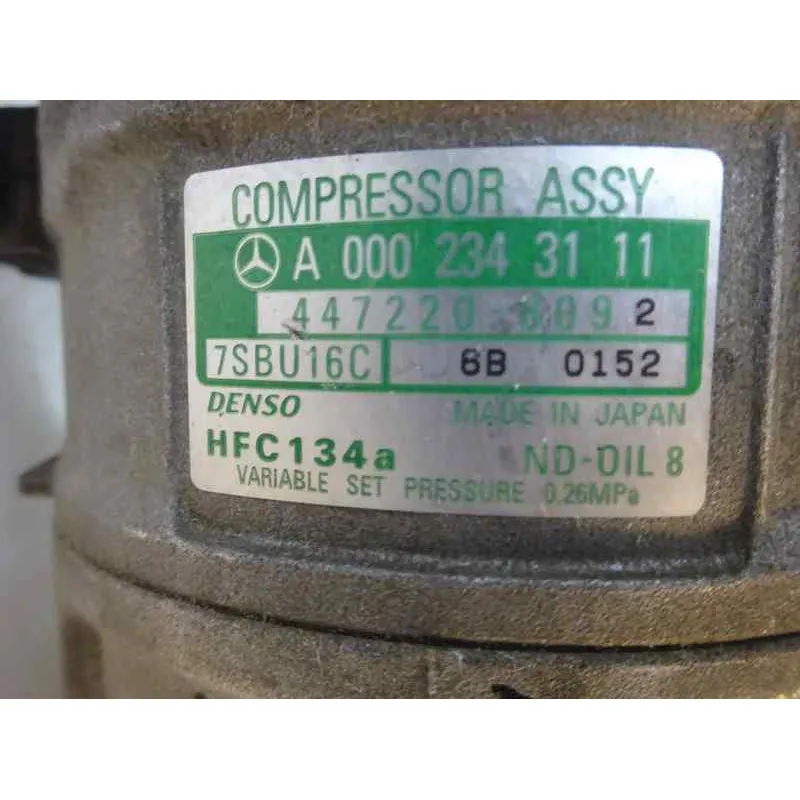 COMPRESSOR ASSY
A 000 234 31 11
447220-8092
7SBU16C 6B 0152
DENSO MADE IN JAPAN
HFC134a ND-OIL 8
VARIABLE SET PRESSURE 0.26MPa